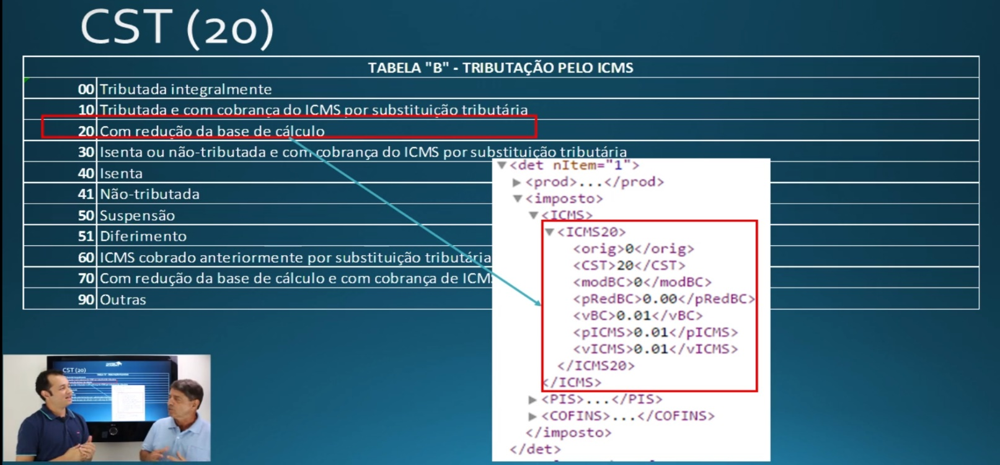 CST (20)
TABELA "B" - TRIBUTAÇÃO PELO ICMS
00 Tributada integralmente
10 Tributada e com cobrança do ICMS por substituição tributária
20 Com redução da base de cálculo
30 Isenta ou não-tributada e com cobrança do ICMS por substituição tributária
40 Isenta
41 Não-tributada
50 Suspensão
51 Diferimento
60 ICMS cobrado anteriormente por substituição tributária
70 Com redução da base de cálculo e com cobrança de ICM
90 Outras
▼<det nItem="1">
▶<prod>...</prod>
▼<imposto>
▼<ICMS>
▼<ICMS20>
<orig>0</orig>
<CST>20</CST>
<modBC>0</modBC>
<pRedBC>0.00</pRedBC>
<vBC>0.01</vBC>
<pICMS>0.01</pICMS>
<vICMS>0.01</vICMS>
</ICMS20>
</ICMS>
▶<PIS>...</PIS>
▶<COFINS>...</COFINS>
</imposto>
</det>
CST (20)